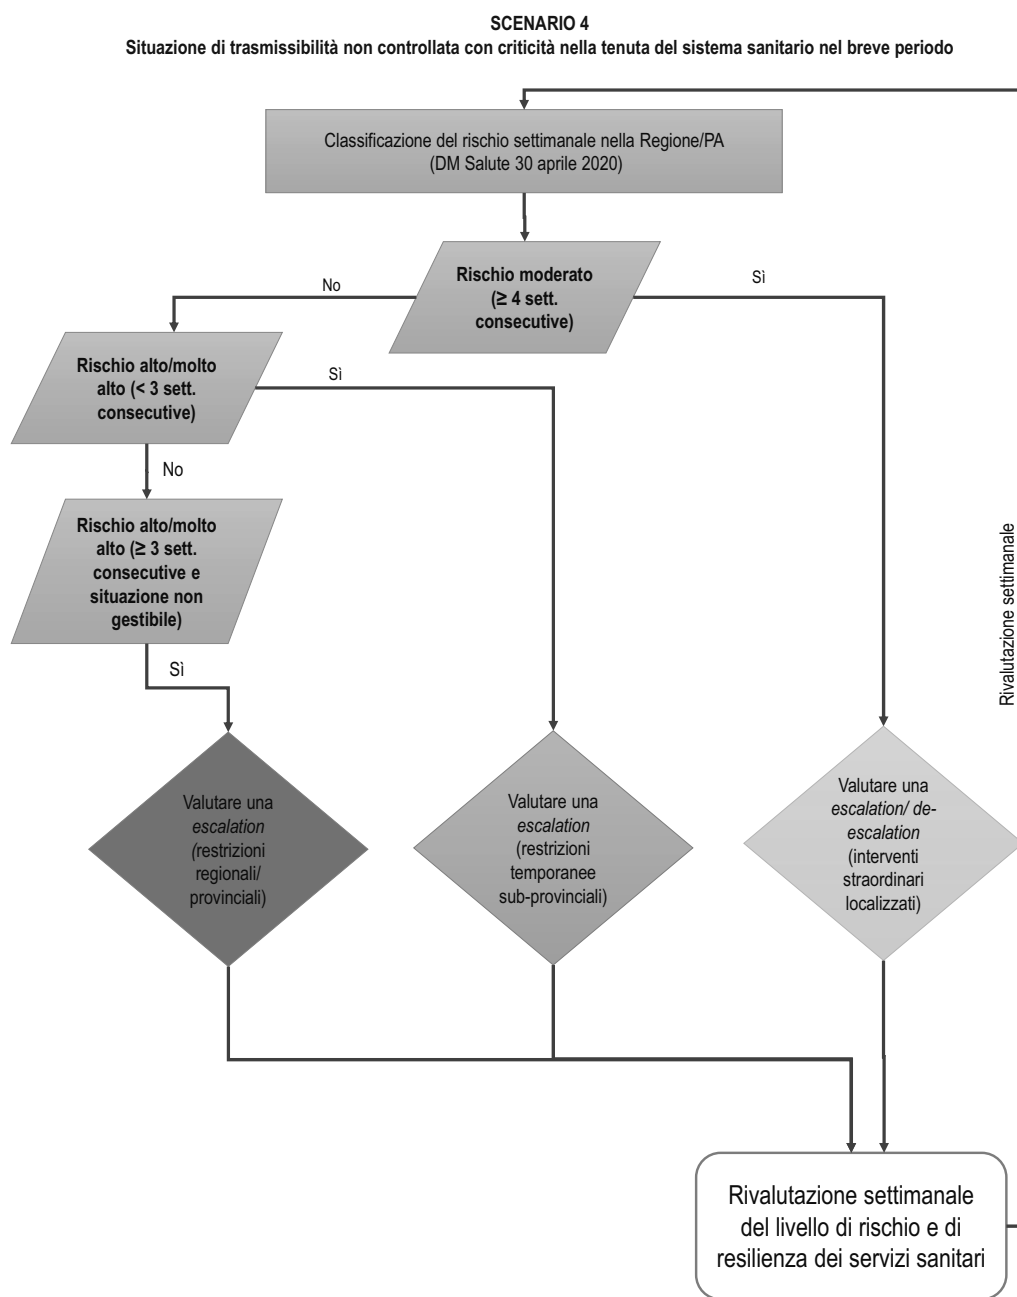 SCENARIO 4
Situazione di trasmissibilità non controllata con criticità nella tenuta del sistema sanitario nel breve periodo
Classificazione del rischio settimanale nella Regione/PA
(DM Salute 30 aprile 2020)
Rischio moderato
(≥ 4 sett.
consecutive)
No
Sì
Rischio alto/molto
alto (< 3 sett.
consecutive)
Sì
No
Rischio alto/molto
alto (≥ 3 sett.
consecutive e
situazione non
gestibile)
Sì
Rivalutazione settimanale
Valutare una
escalation
(restrizioni
regionali/
provinciali)
Valutare una
escalation
(restrizioni
temporanee
sub-provinciali)
Valutare una
escalation/ de-
escalation
(interventi
straordinari
localizzati)
Rivalutazione settimanale
del livello di rischio e di
resilienza dei servizi sanitari